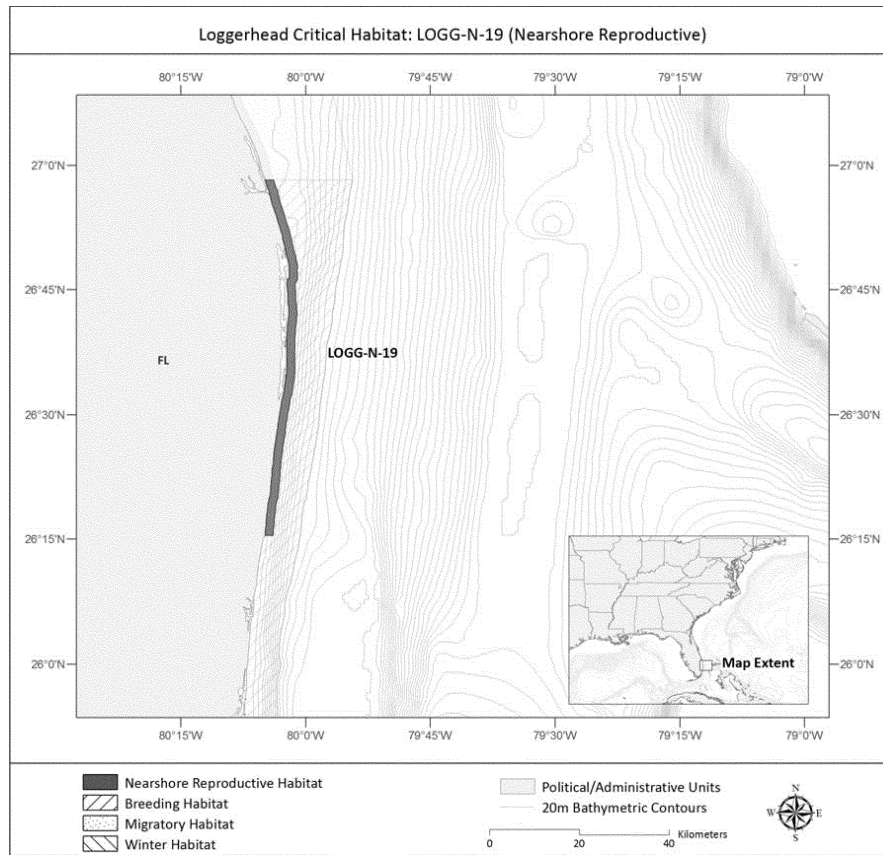 Loggerhead Critical Habitat: LOGG-N-19 (Nearshore Reproductive)
80°15'W 80°0'W 79°45'W 79°30'W 79°15'W 79°0'W
27°0'N 27°0'N
26°45'N 26°45'N
FL
LOGG-N-19
26°30'N 26°30'N
26°15'N 26°15'N
26°0'N 26°0'N
Map Extent
80°15'W 80°0'W 79°45'W 79°30'W 79°15'W 79°0'W
Nearshore Reproductive Habitat
Breeding Habitat
Migratory Habitat
Winter Habitat
Political/Administrative Units
20m Bathymetric Contours
Kilometers
0 20 40
N
W E
S